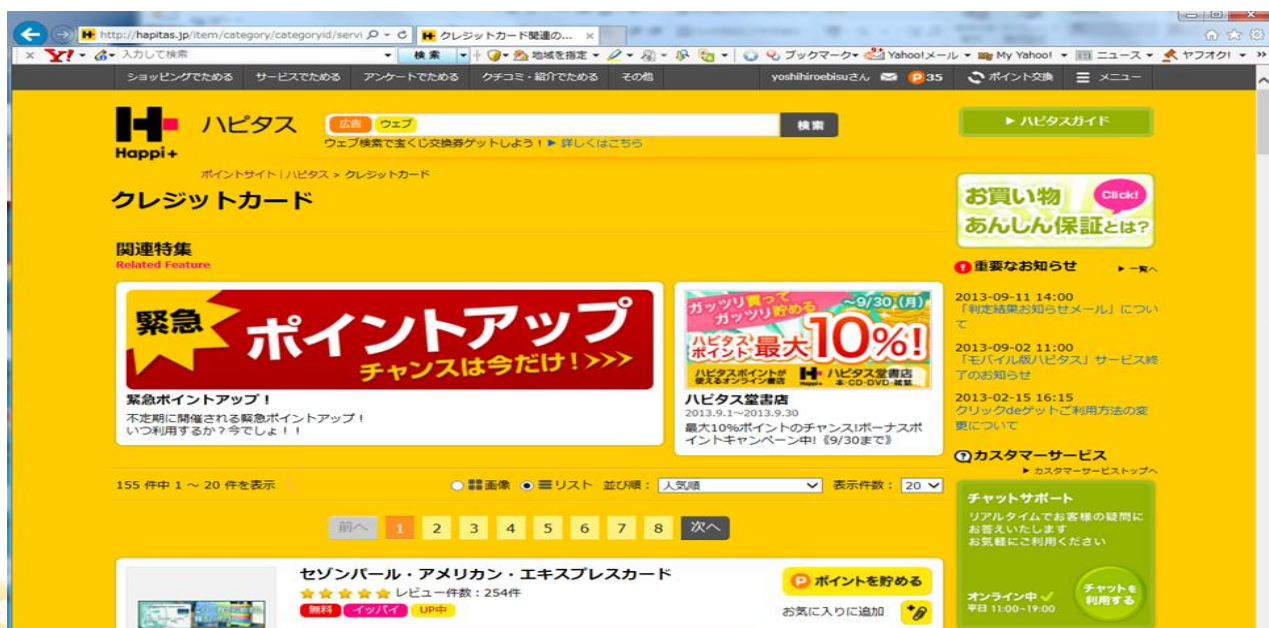 http://hapitas.jp/item/category/categoryid/servi
クレジットカード関連の...
Y!
入力して検索
検索
地域を指定
ブックマーク
Yahoo!メール
My Yahoo!
ニュース
ヤフオク!
ショッピングでためる サービスでためる アンケートでためる クチコミ・紹介でためる その他
yoshihiroebisuさん P35 ポイント交換 メニュー
Happi+
ハピタス
広告 ウェブ
検索
ウェブ検索で宝くじ交換券ゲットしよう！▶ 詳しくはこちら
▶ ハピタスガイド
ポイントサイト | ハピタス > クレジットカード
クレジットカード
関連特集
Related Feature
緊急
ポイントアップ
チャンスは今だけ！>>>
緊急ポイントアップ！
不定期に開催される緊急ポイントアップ！
いつ利用するか？今でしょ！！
ガッツリ買って
ガッツリ貯める
~9/30(月)
ハピタスポイント最大10%!
ハピタスポイントが
使えるオンライン書店
ハピタス堂書店
本・CD・DVD・雑誌
ハピタス堂書店
2013.9.1~2013.9.30
最大10%ポイントのチャンス!ボーナスポ
イントキャンペーン中!《9/30まで》
お買い物
あんしん保証とは?
Click!
重要なお知らせ ▶ 一覧へ
2013-09-11 14:00
「判定結果お知らせメール」につい
て
2013-09-02 11:00
「モバイル版ハピタス」サービス終
了のお知らせ
2013-02-15 16:15
クリックdeゲットご利用方法の変
更について
カスタマーサービス
▶ カスタマーサービストップへ
チャットサポート
リアルタイムでお客様の疑問に
お答えいたします
お気軽にご利用ください
オンライン中
平日 11:00~19:00
チャットを
利用する
155 件中 1 ～ 20 件を表示
画像 リスト 並び順： 人気順 表示件数： 20
前へ 1 2 3 4 5 6 7 8 次へ
セゾンパール・アメリカン・エキスプレスカード
★★★★★ レビュー件数：254件
無料 イッパイ UP中
P ポイントを貯める
お気に入りに追加